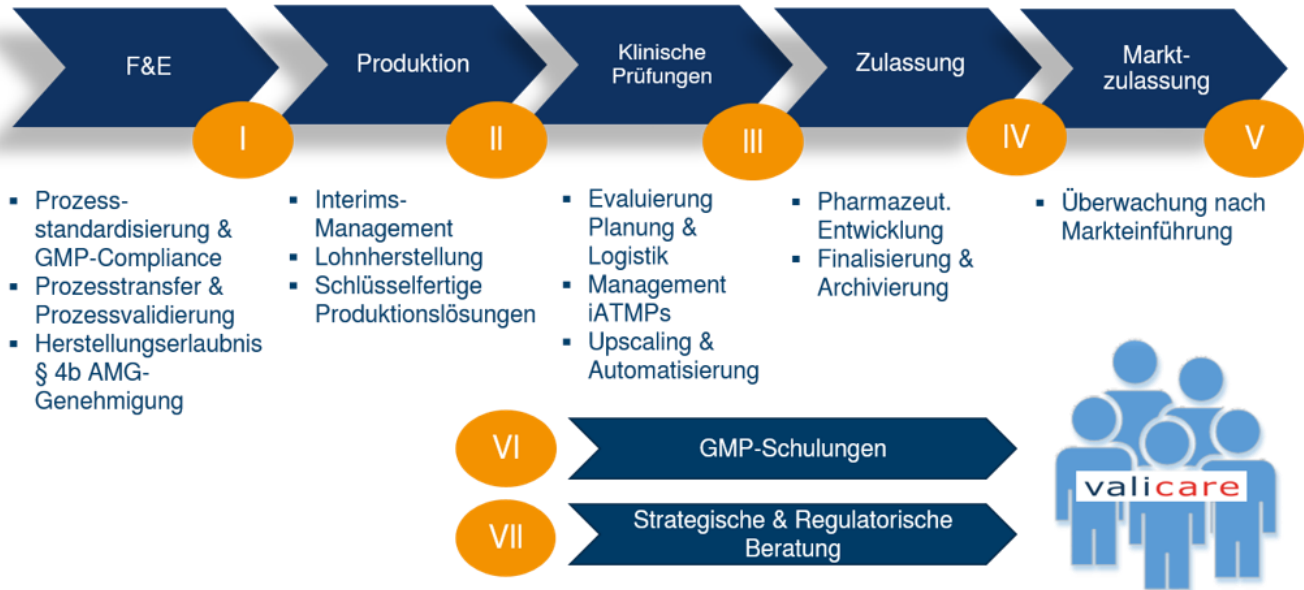 F&E
Produktion
Klinische
Prüfungen
Zulassung
Markt-
zulassung
I
II
III
IV
V
▪ Prozess-
standardisierung &
GMP-Compliance
▪ Prozesstransfer &
Prozessvalidierung
▪ Herstellungserlaubnis
§ 4b AMG-
Genehmigung
▪ Interims-
Management
▪ Lohnherstellung
▪ Schlüsselfertige
Produktionslösungen
▪ Evaluierung
Planung &
Logistik
▪ Management
iATMPs
▪ Upscaling &
Automatisierung
▪ Pharmazeut.
Entwicklung
▪ Finalisierung &
Archivierung
▪ Überwachung nach
Markteinführung
VI
GMP-Schulungen
VII
Strategische & Regulatorische
Beratung
valicare